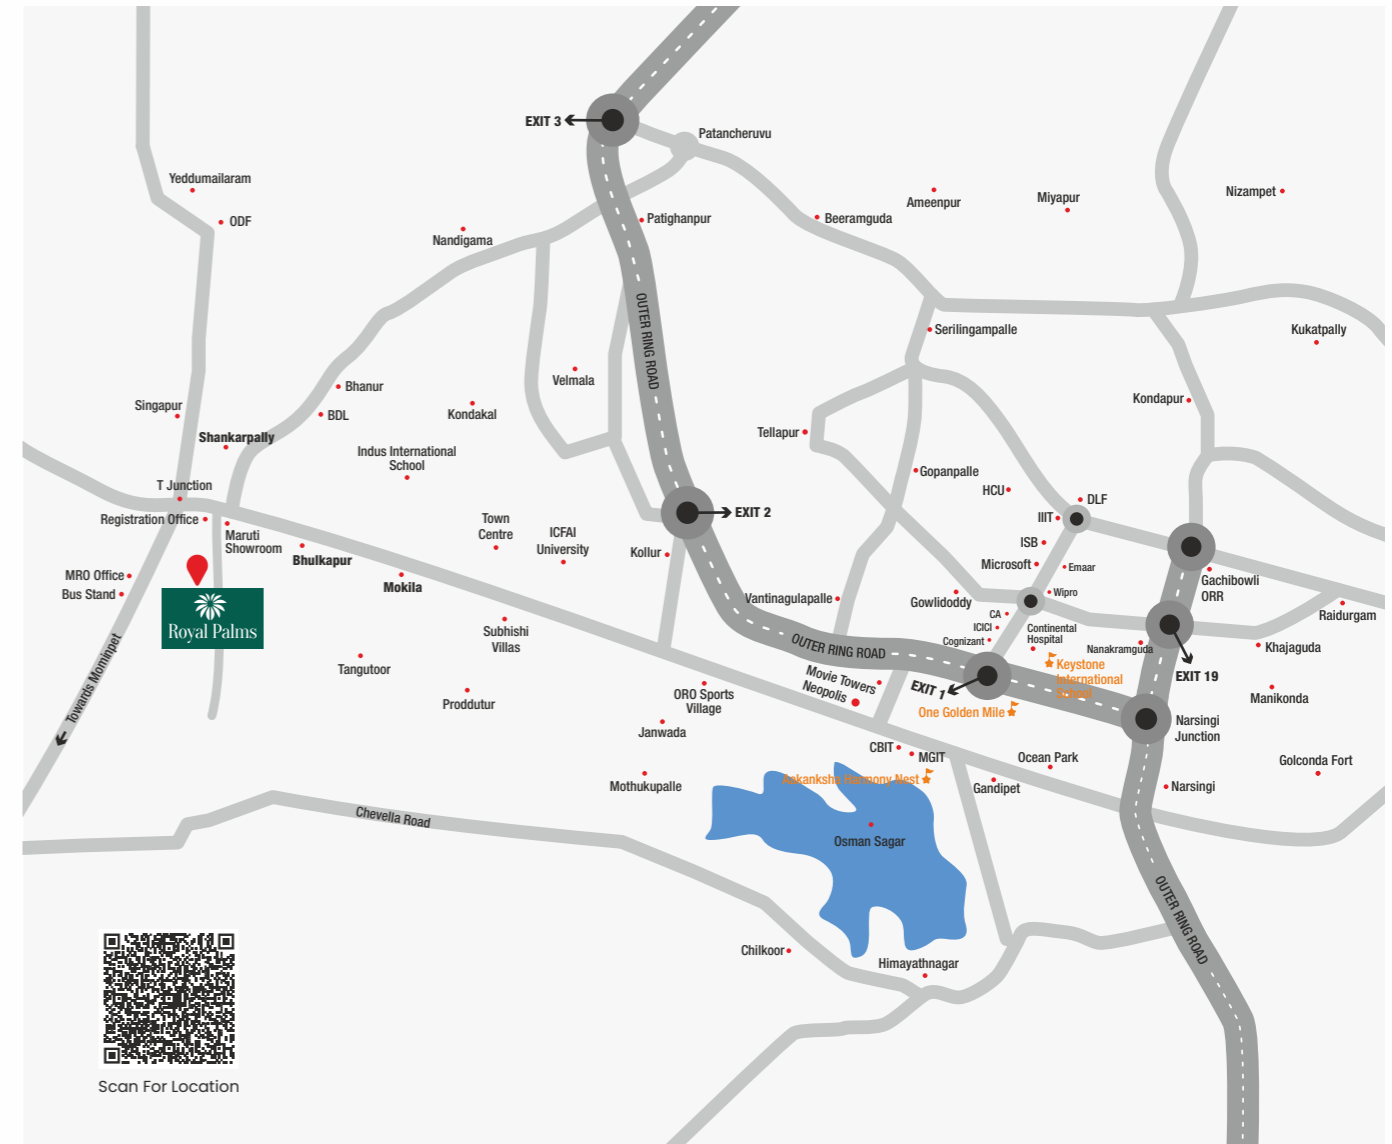 EXIT 3
Patancheruvu
Yeddumailaram
ODF
Nandigama
Patighanpur
Beeramguda
Ameenpur
Miyapur
Nizampet
OUTER RING ROAD
Serilingampalle
Kukatpally
Velmala
Bhanur
BDL
Kondakal
Singapur
Shankarpally
Indus International
School
Kondapur
Tellapur
Gopanpalle
HCU
DLF
IIIT
ISB
Microsoft
Emaar
T Junction
Registration Office
Maruti
Showroom
Bhulkapur
Mokila
Town
Centre
ICFAI
University
EXIT 2
Kollur
MRO Office
Bus Stand
Royal Palms
Towards Mominpet
Tangutoor
Subhishi
Villas
Proddutur
Vantinagulapalle
Gowlidoddy
Wipro
CA
ICICI
Cognizant
Continental
Hospital
Nanakramguda
Gachibowli
ORR
Raidurgam
Khajaguda
EXIT 19
Manikonda
Keystone
International
School
OUTER RING ROAD
Movie Towers
Neopolis
EXIT 1
One Golden Mile
Narsingi
Junction
ORO Sports
Village
Janwada
Mothukupalle
CBIT
MGIT
Aakanksha Harmony Nest
Ocean Park
Gandipet
Golconda Fort
Narsingi
Chevella Road
Osman Sagar
OUTER RING ROAD
Chilkoor
Himayathnagar
Scan For Location